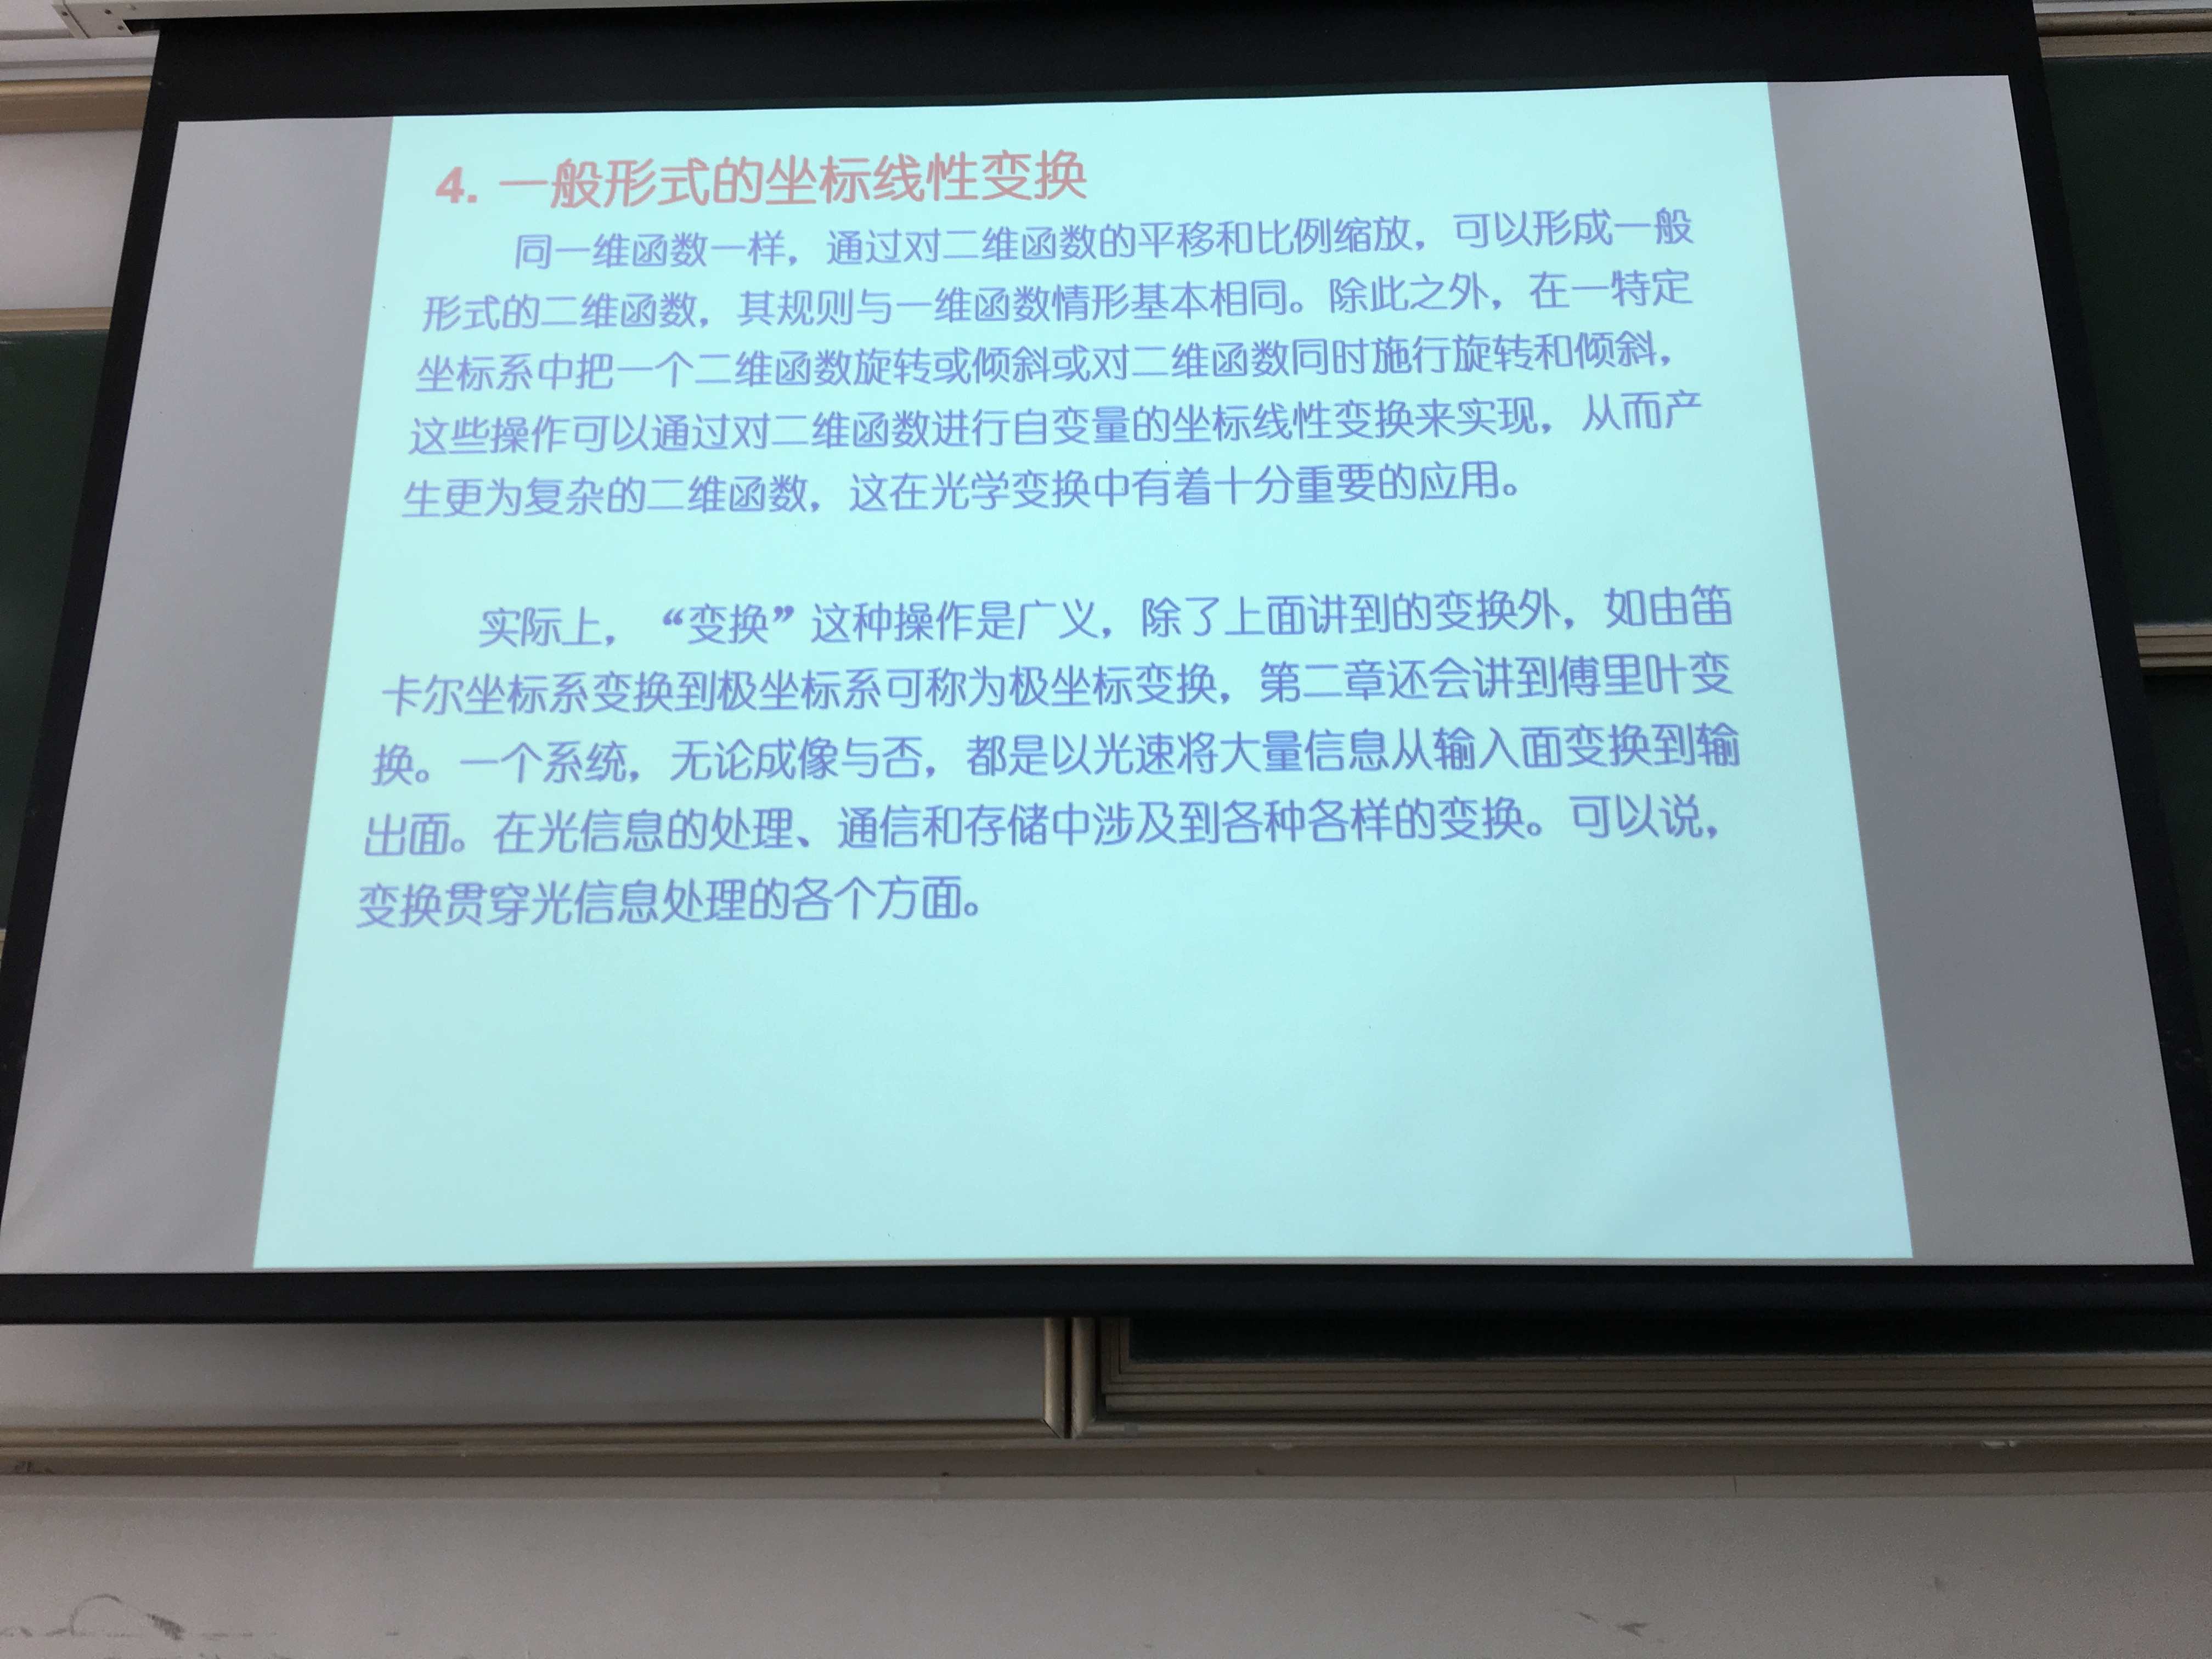 4. 一般形式的坐标线性变换
同一维函数一样，通过对二维函数的平移和比例缩放，可以形成一般
形式的二维函数，其规则与一维函数情形基本相同。除此之外，在一特定
坐标系中把一个二维函数旋转或倾斜或对二维函数同时施行旋转和倾斜，
这些操作可以通过对二维函数进行自变量的坐标线性变换来实现，从而产
生更为复杂的二维函数，这在光学变换中有着十分重要的应用。
实际上，“变换”这种操作是广义，除了上面讲到的变换外，如由笛
卡尔坐标系变换到极坐标系可称为极坐标变换，第二章还会讲到傅里叶变
换。一个系统，无论成像与否，都是以光速将大量信息从输入面变换到输
出面。在光信息的处理、通信和存储中涉及到各种各样的变换。可以说，
变换贯穿光信息处理的各个方面。